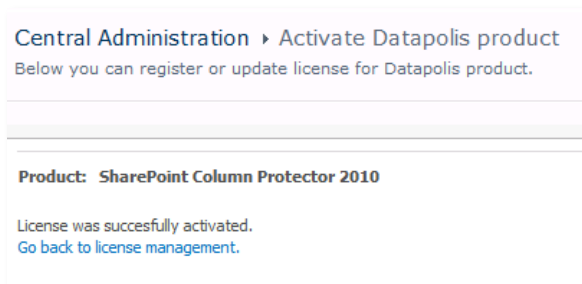 Central Administration ▸ Activate Datapolis product
Below you can register or update license for Datapolis product.
Product: SharePoint Column Protector 2010
License was succesfully activated.
Go back to license management.